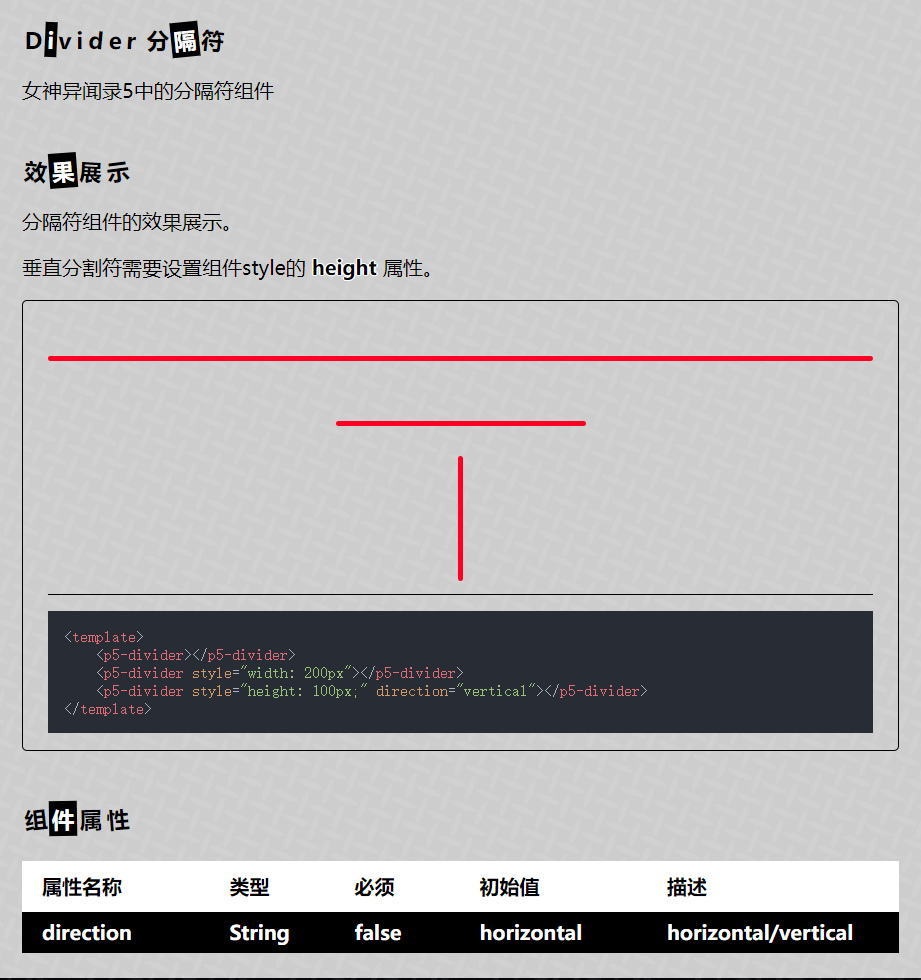 Divider 分隔符
女神异闻录5中的分隔符组件
效果展示
分隔符组件的效果展示。
垂直分割符需要设置组件style的 height 属性。
<template>
    <p5-divider></p5-divider>
    <p5-divider style="width: 200px"></p5-divider>
    <p5-divider style="height: 100px;" direction="vertical"></p5-divider>
</template>
组件属性
属性名称 类型 必须 初始值 描述
direction String false horizontal horizontal/vertical